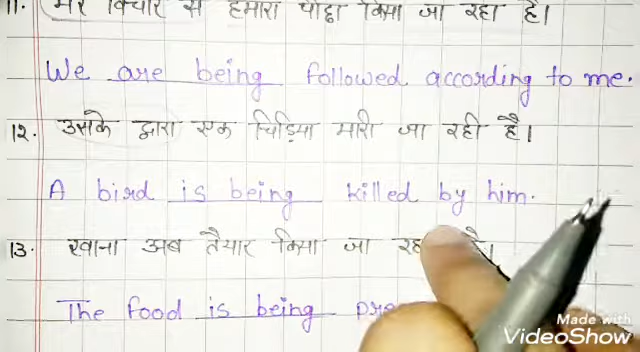 11. मेरे विचार से हमारा पीछा किया जा रहा है।
We are being followed according to me.
12. उसके द्वारा एक चिड़िया मारी जा रही है।
A bird is being killed by him.
13. खाना अब तैयार किया जा है।
The food is being
Made with
VideoShow